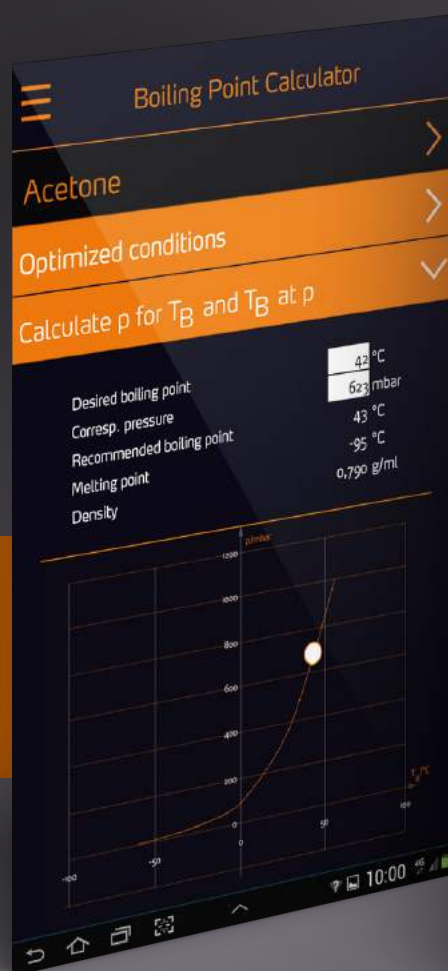 Boiling Point Calculator
Acetone
Optimized conditions
Calculate p for TB and TB at p
Desired boiling point 42 °C
Corresp. pressure 623 mbar
Recommended boiling point 43 °C
Melting point -95 °C
Density 0,790 g/ml
p/mbar
1200
1000
800
600
400
200
0
TB/°C
-100 -50 0 50 100
10:00 4G